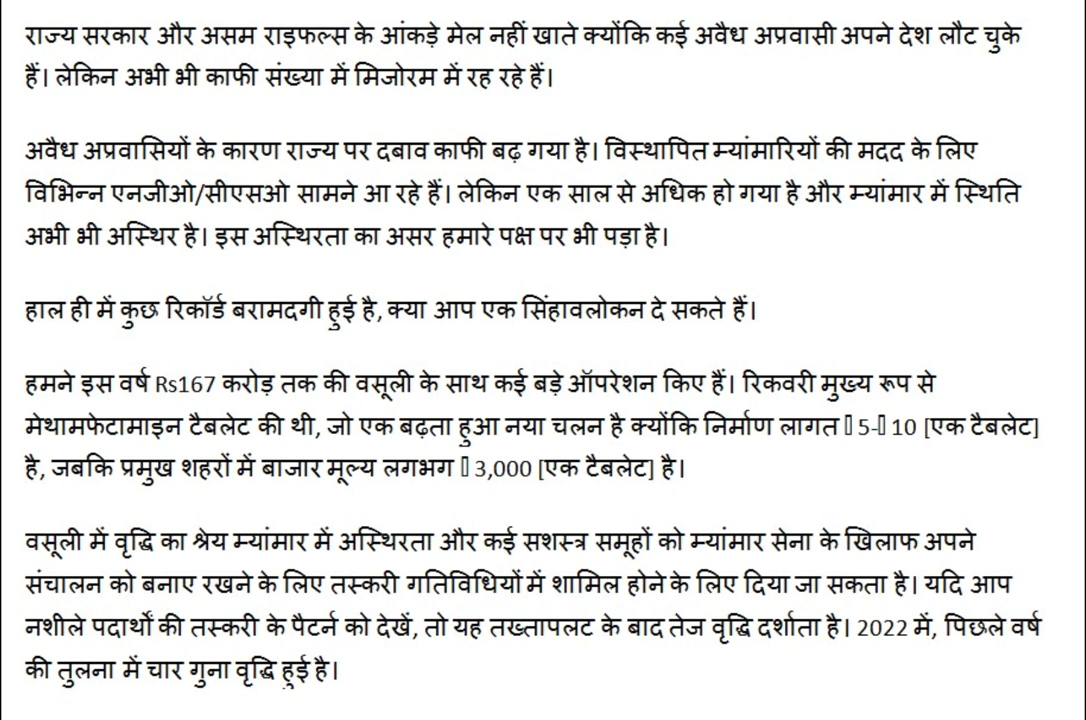 राज्य सरकार और असम राइफल्स के आंकड़े मेल नहीं खाते क्योंकि कई अवैध अप्रवासी अपने देश लौट चुके
हैं। लेकिन अभी भी काफी संख्या में मिजोरम में रह रहे हैं।
अवैध अप्रवासियों के कारण राज्य पर दबाव काफी बढ़ गया है। विस्थापित म्यांमारियों की मदद के लिए
विभिन्न एनजीओ/सीएसओ सामने आ रहे हैं। लेकिन एक साल से अधिक हो गया है और म्यांमार में स्थिति
अभी भी अस्थिर है। इस अस्थिरता का असर हमारे पक्ष पर भी पड़ा है।
हाल ही में कुछ रिकॉर्ड बरामदगी हुई है, क्या आप एक सिंहावलोकन दे सकते हैं।
हमने इस वर्ष Rs167 करोड़ तक की वसूली के साथ कई बड़े ऑपरेशन किए हैं। रिकवरी मुख्य रूप से
मेथामफेटामाइन टैबलेट की थी, जो एक बढ़ता हुआ नया चलन है क्योंकि निर्माण लागत 5-10 [एक टैबलेट]
है, जबकि प्रमुख शहरों में बाजार मूल्य लगभग 3,000 [एक टैबलेट] है।
वसूली में वृद्धि का श्रेय म्यांमार में अस्थिरता और कई सशस्त्र समूहों को म्यांमार सेना के खिलाफ अपने
संचालन को बनाए रखने के लिए तस्करी गतिविधियों में शामिल होने के लिए दिया जा सकता है। यदि आप
नशीले पदार्थों की तस्करी के पैटर्न को देखें, तो यह तख्तापलट के बाद तेज वृद्धि दर्शाता है। 2022 में, पिछले वर्ष
की तुलना में चार गुना वृद्धि हुई है।